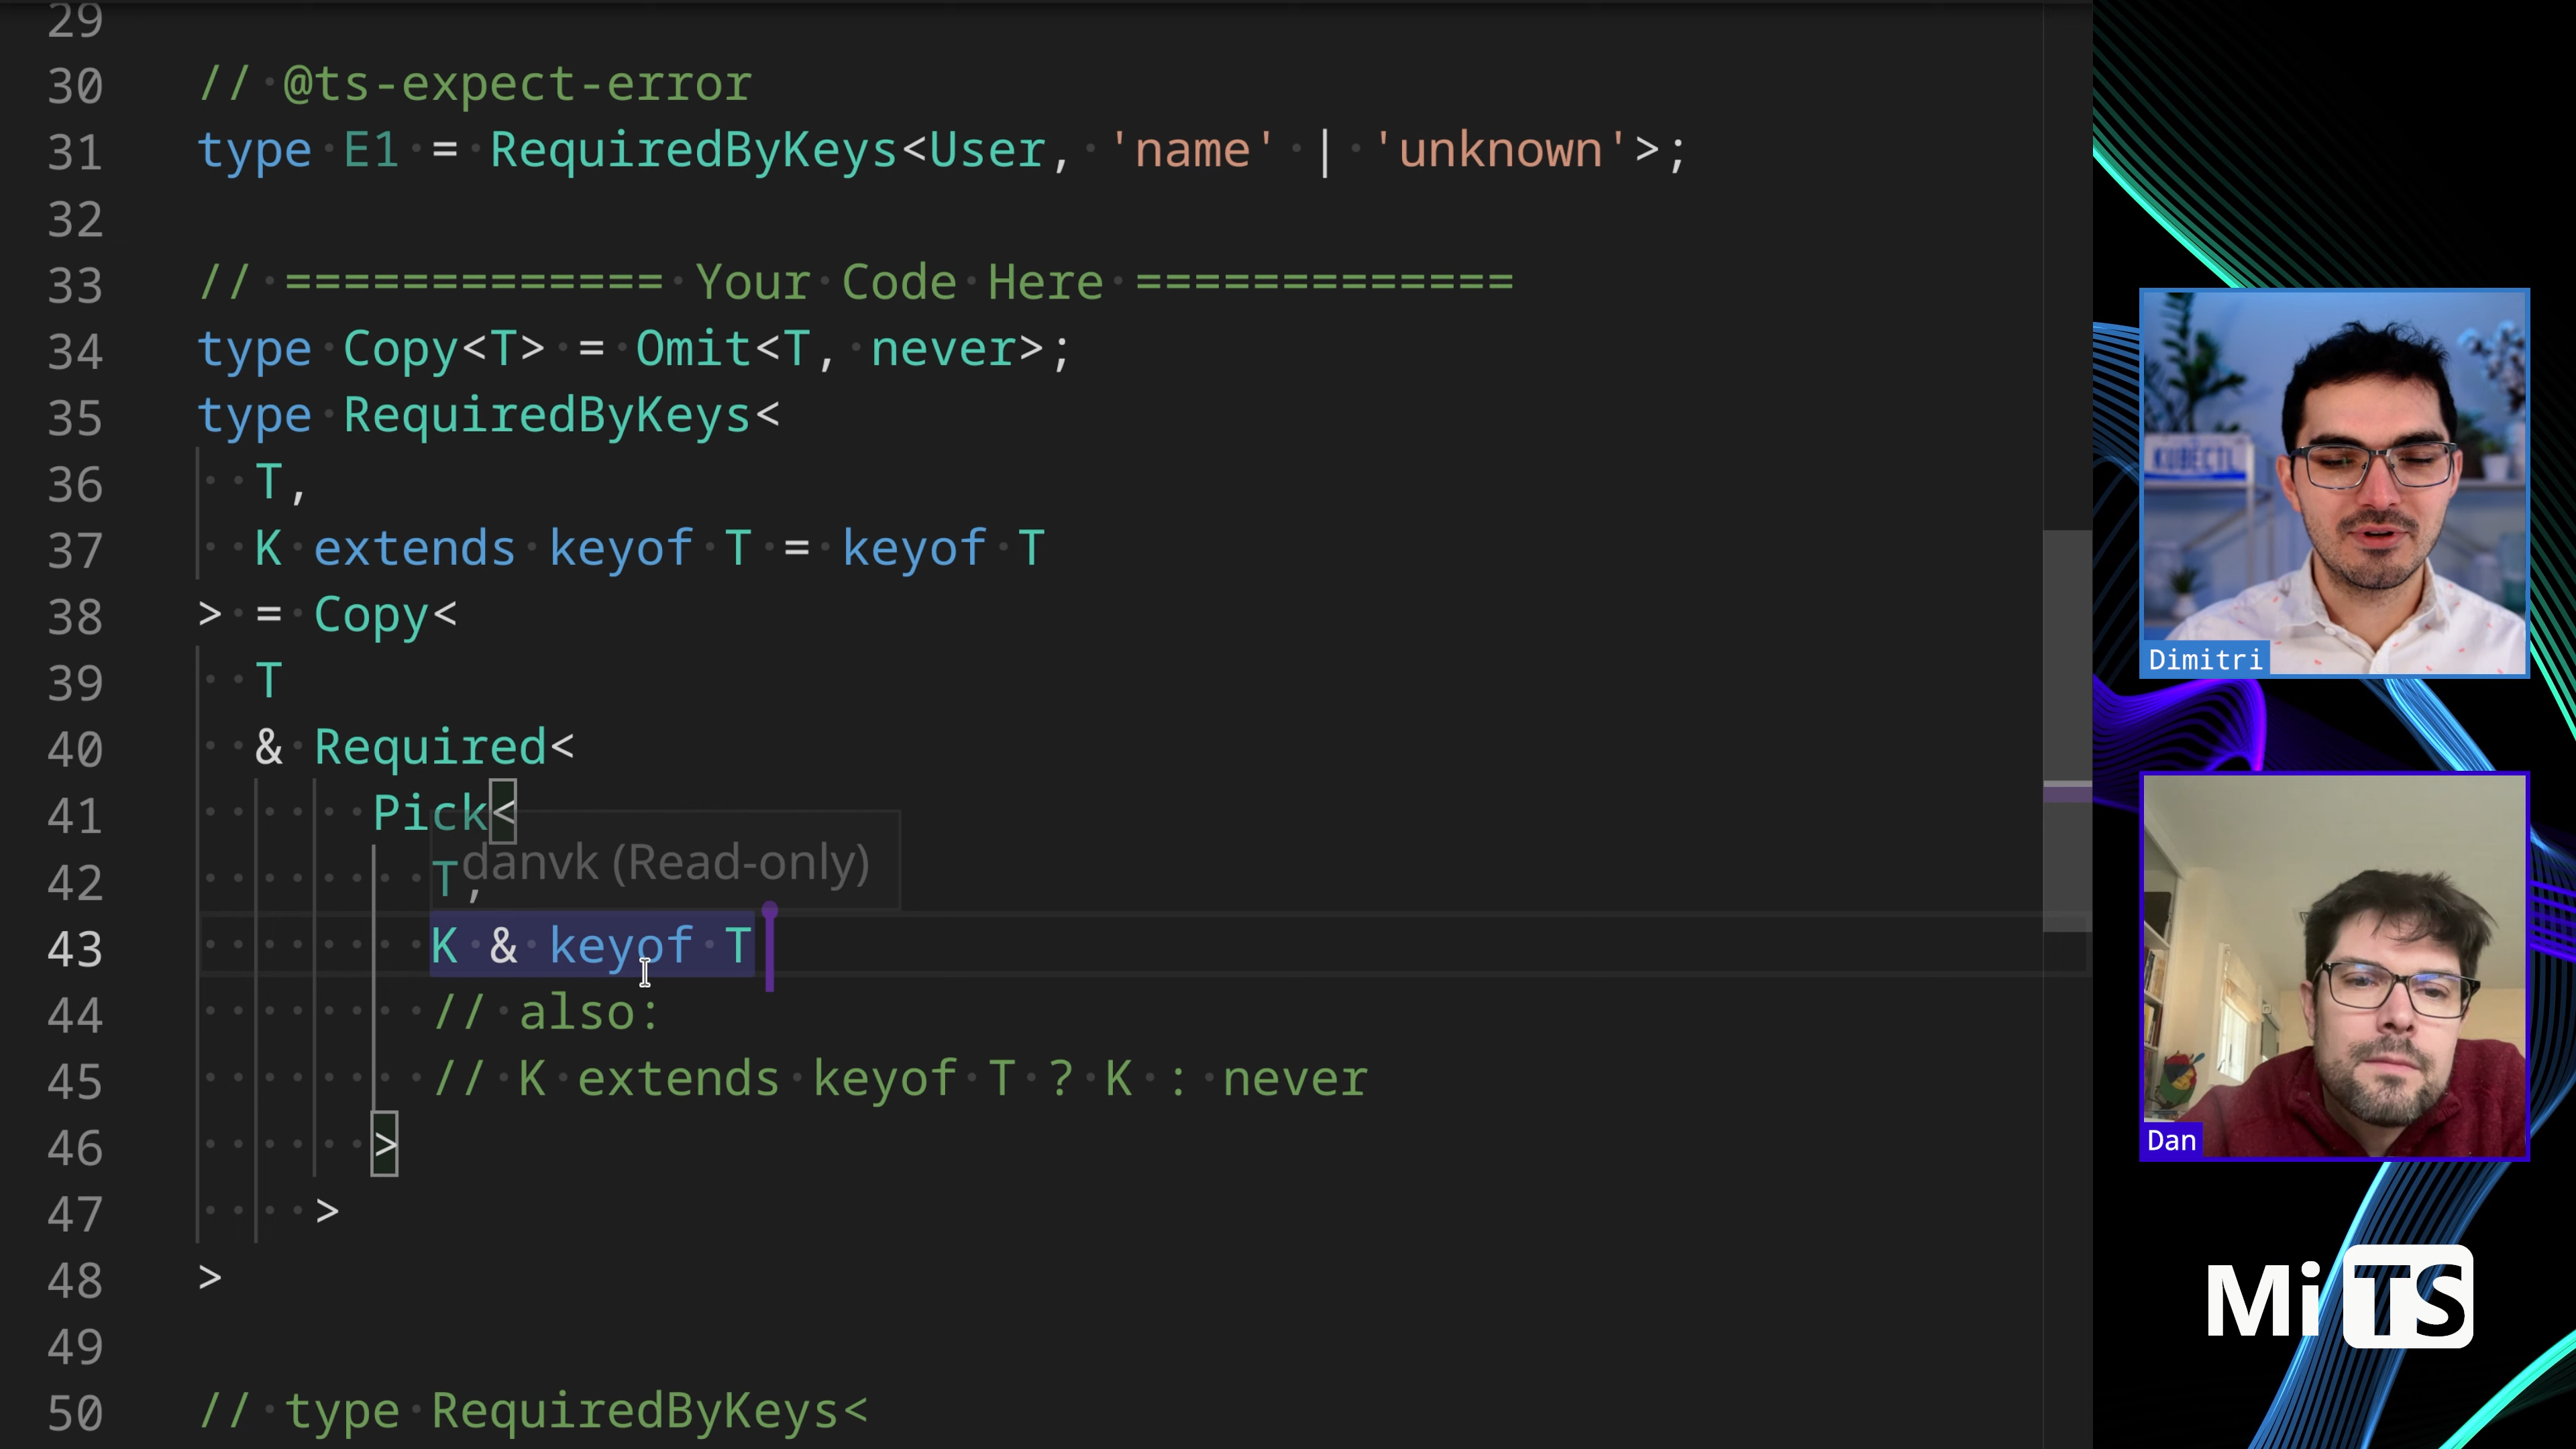 29
30 // @ts-expect-error
31 type E1 = RequiredByKeys<User, 'name' | 'unknown'>;
32
33 // ============= Your Code Here =============
34 type Copy<T> = Omit<T, never>;
35 type RequiredByKeys<
36 T,
37 K extends keyof T = keyof T
38 > = Copy<
39 T
40 & Required<
41 Pick<
danvk (Read-only)
42 T,
43 K & keyof T
44 // also:
45 // K extends keyof T ? K : never
46 >
47 >
48 >
49
50 // type RequiredByKeys<
KUBECTL
Dimitri
Dan
MiTS